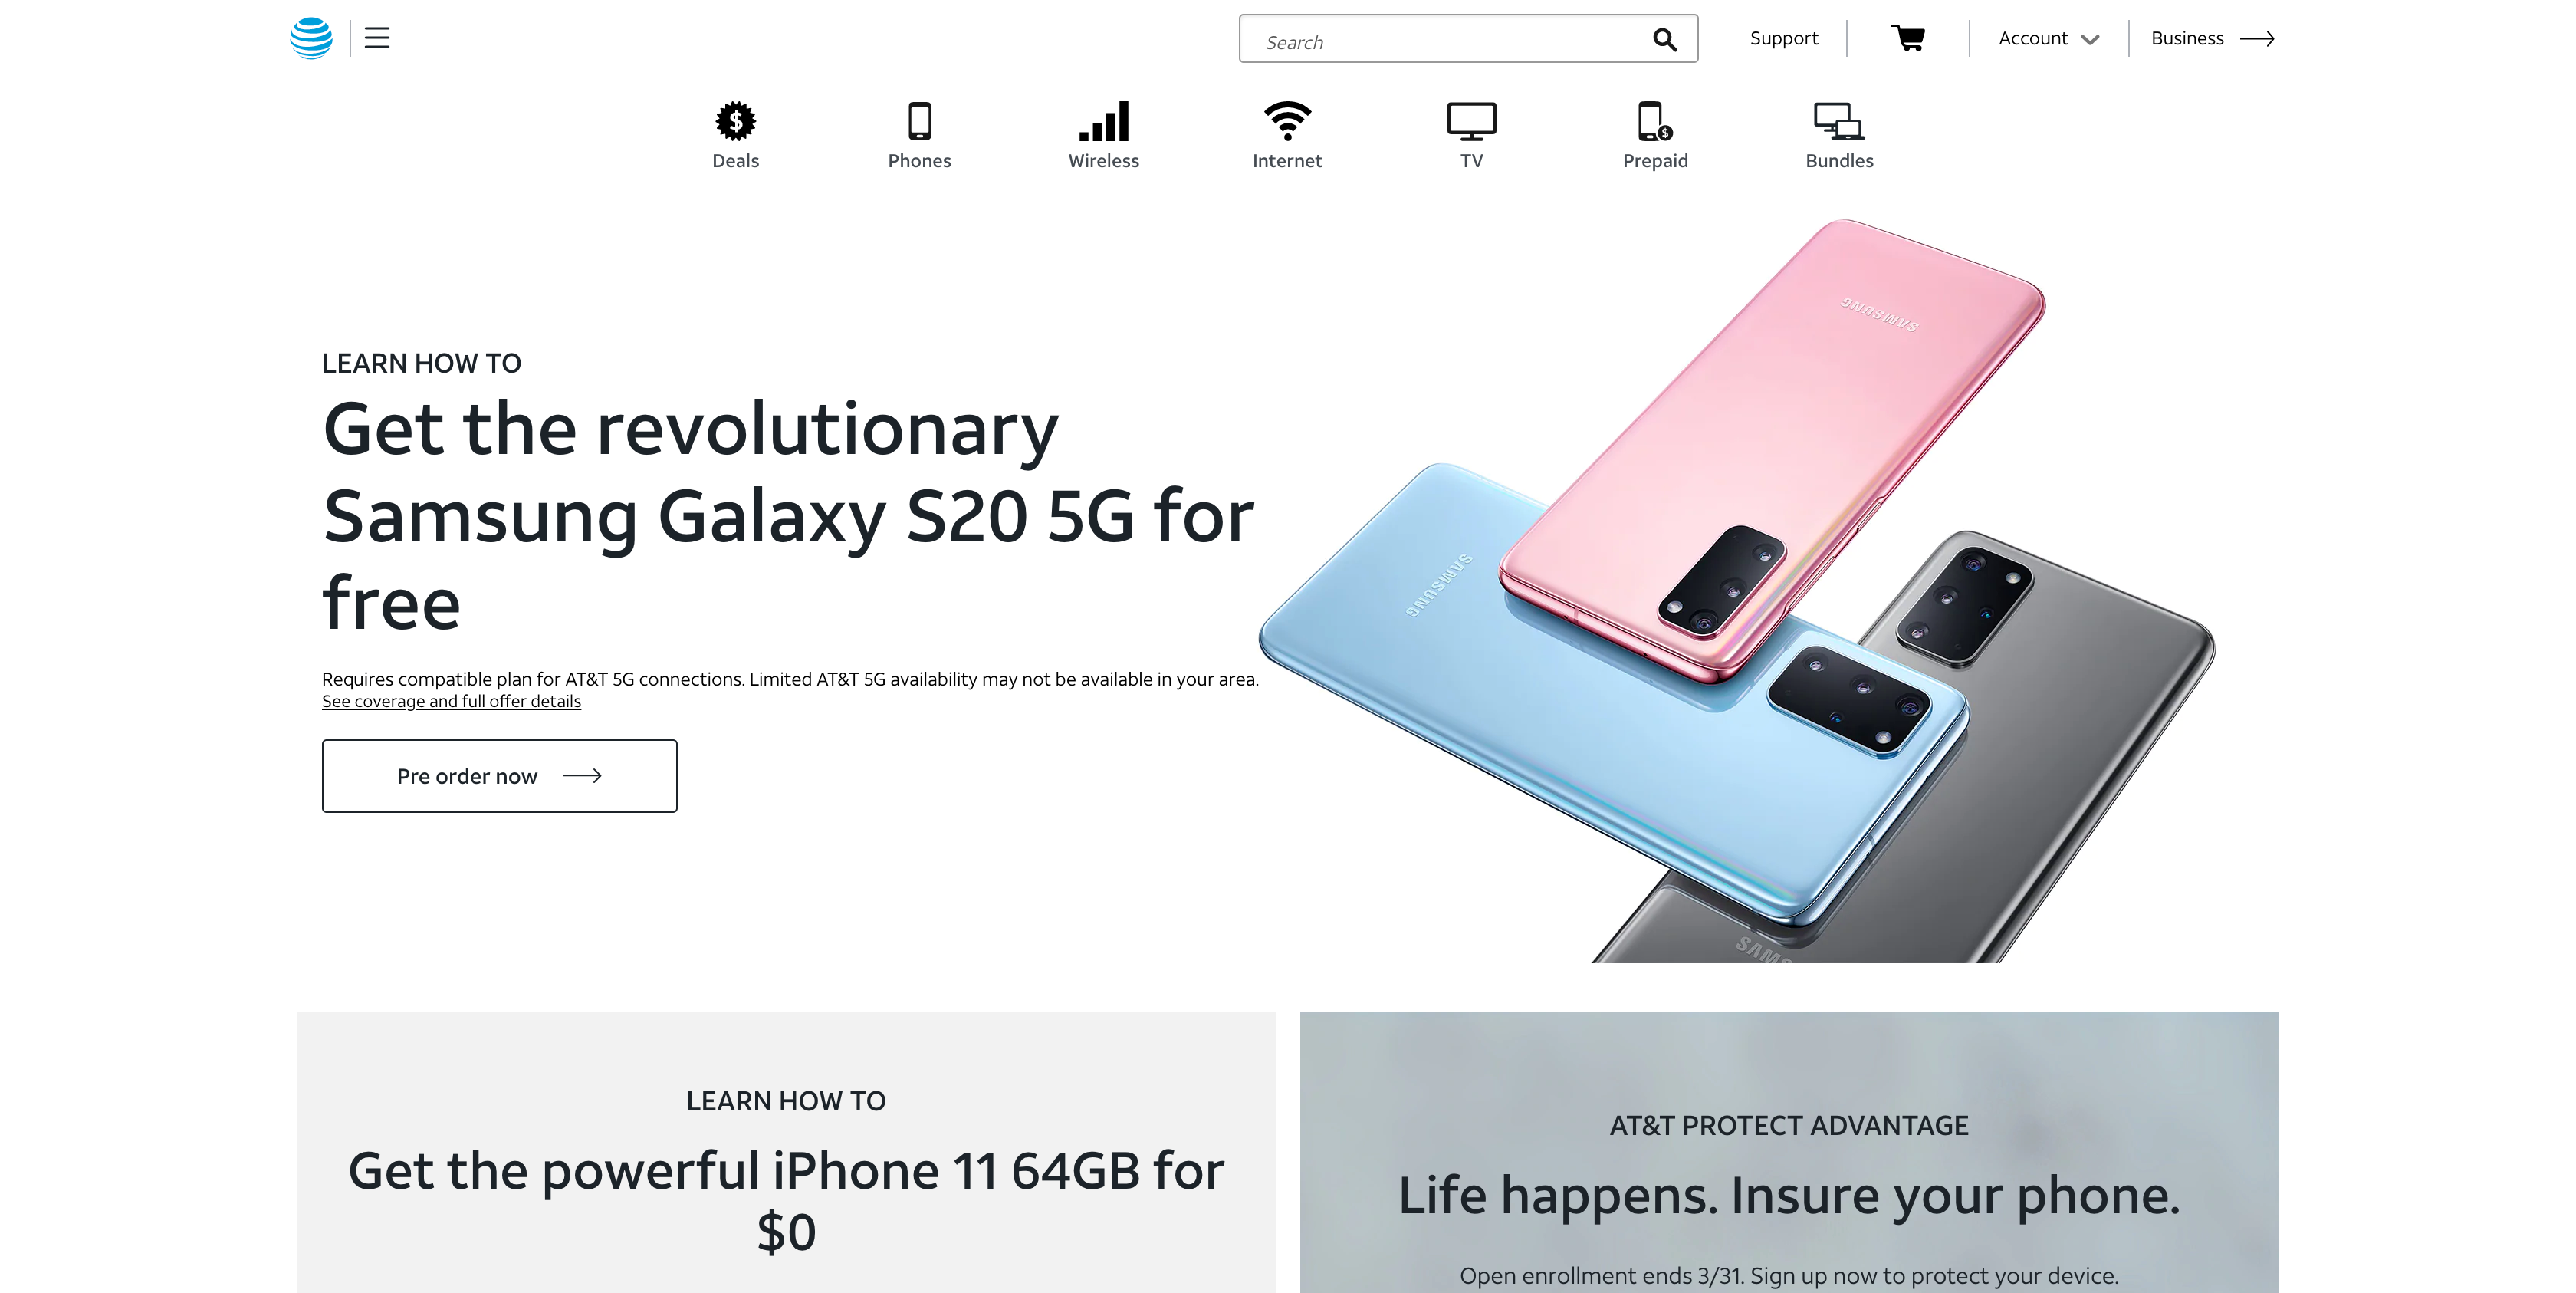 Search
Support
Account
Business
Deals
Phones
Wireless
Internet
TV
Prepaid
Bundles
LEARN HOW TO
Get the revolutionary
Samsung Galaxy S20 5G for
free
Requires compatible plan for AT&T 5G connections. Limited AT&T 5G availability may not be available in your area.
See coverage and full offer details
Pre order now
SAMSUNG
SAMSUNG
SAMS
LEARN HOW TO
Get the powerful iPhone 11 64GB for
$0
AT&T PROTECT ADVANTAGE
Life happens. Insure your phone.
Open enrollment ends 3/31. Sign up now to protect your device.